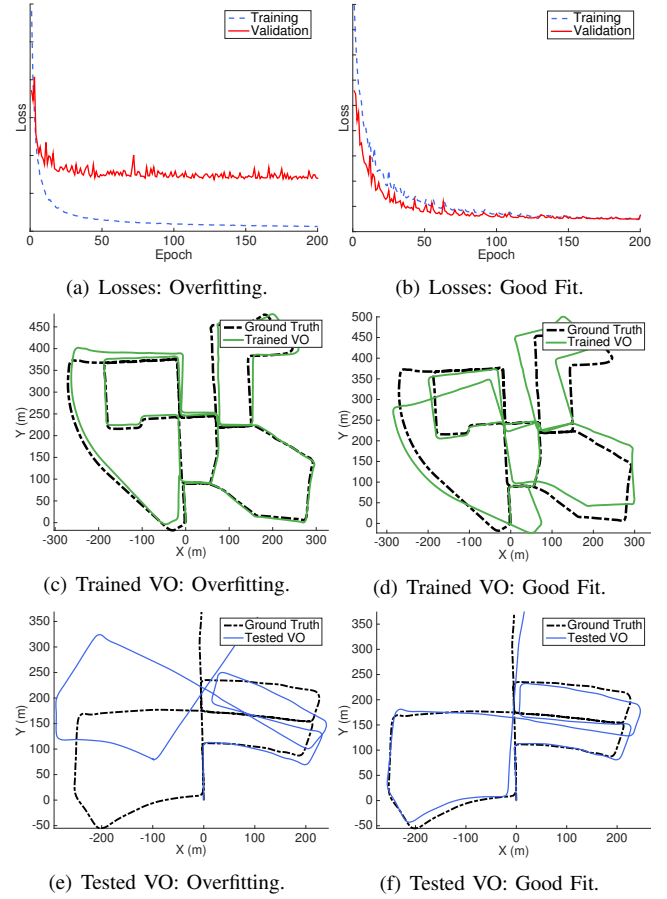 Training
Validation
Loss
0 50 100 150 200
Epoch
(a) Losses: Overfitting.
Training
Validation
Loss
0 50 100 150 200
Epoch
(b) Losses: Good Fit.
Ground Truth
Trained VO
450
400
350
300
250
200
150
100
50
0
Y (m)
-300 -200 -100 0 100 200 300
X (m)
(c) Trained VO: Overfitting.
Ground Truth
Trained VO
500
450
400
350
300
250
200
150
100
50
0
Y (m)
-300 -200 -100 0 100 200 300
X (m)
(d) Trained VO: Good Fit.
Ground Truth
Tested VO
350
300
250
200
150
100
50
0
-50
Y (m)
-200 -100 0 100 200
X (m)
(e) Tested VO: Overfitting.
Ground Truth
Tested VO
350
300
250
200
150
100
50
0
-50
Y (m)
-200 -100 0 100 200
X (m)
(f) Tested VO: Good Fit.